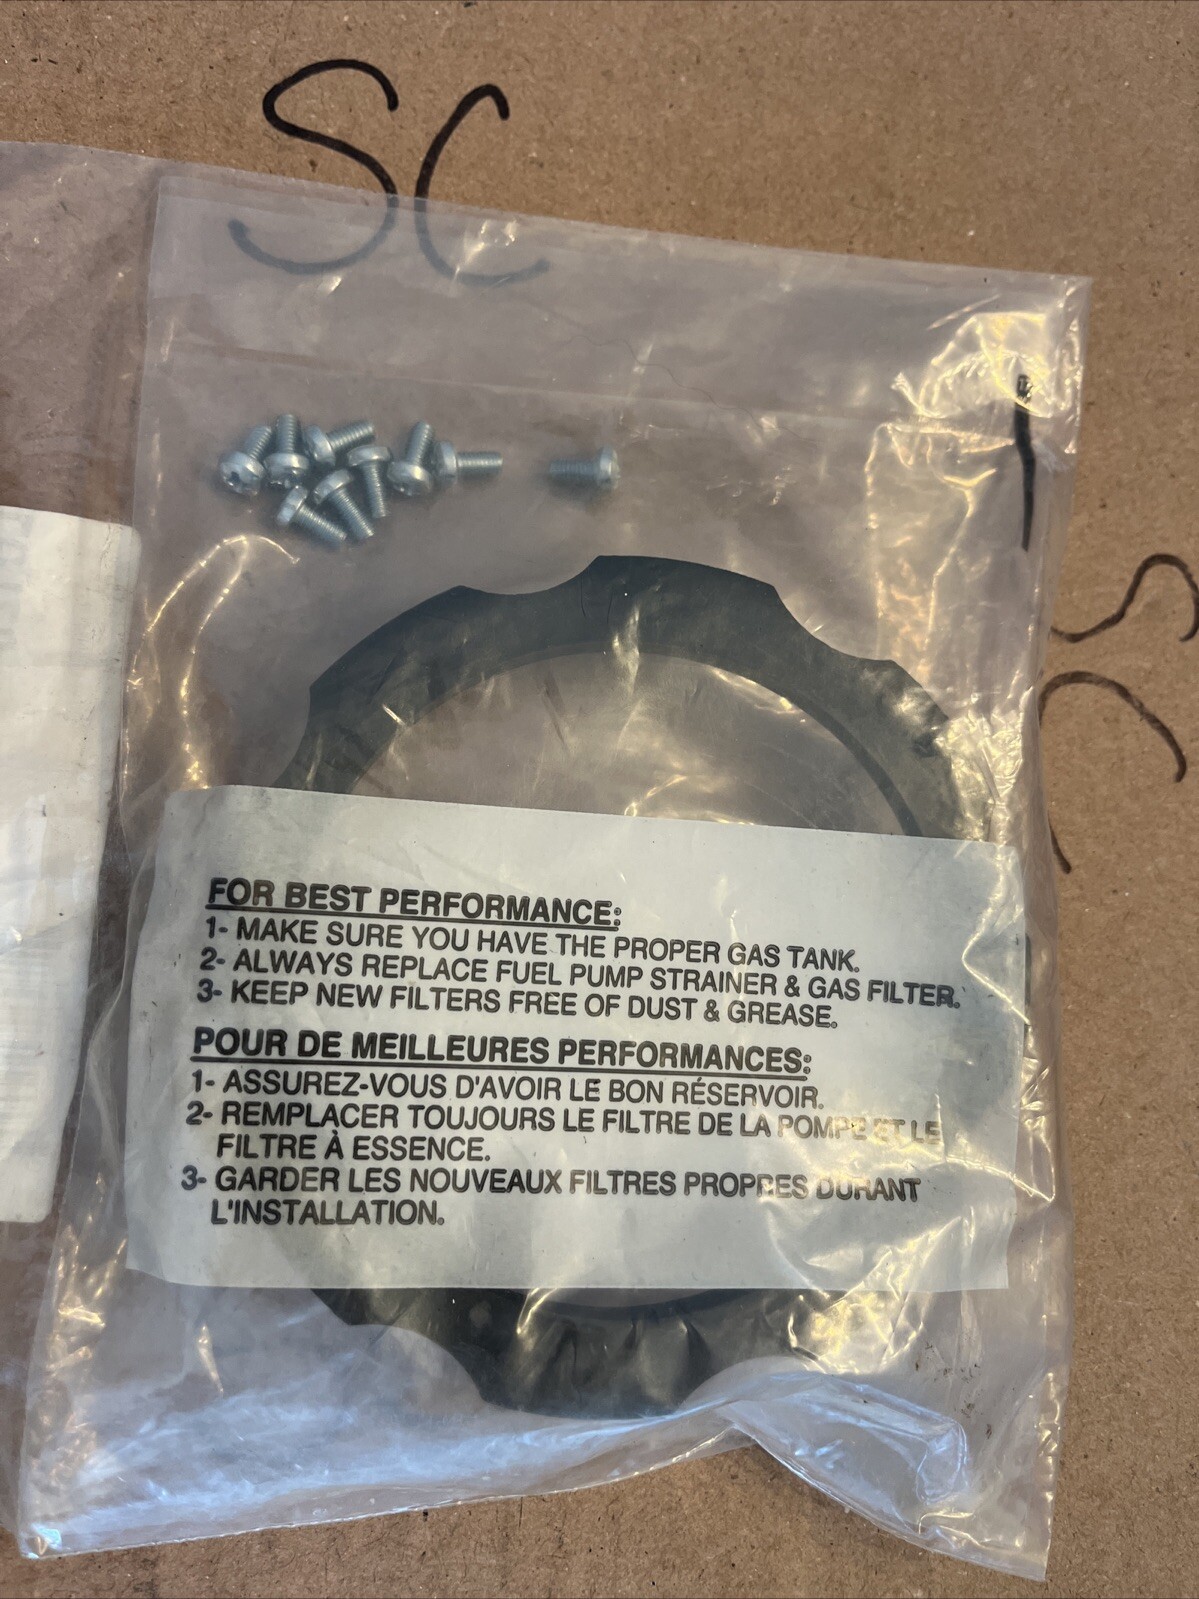 SC
SC
FOR BEST PERFORMANCE:
1- MAKE SURE YOU HAVE THE PROPER GAS TANK.
2- ALWAYS REPLACE FUEL PUMP STRAINER & GAS FILTER.
3- KEEP NEW FILTERS FREE OF DUST & GREASE.
POUR DE MEILLEURES PERFORMANCES:
1- ASSUREZ-VOUS D'AVOIR LE BON RÉSERVOIR.
2- REMPLACER TOUJOURS LE FILTRE DE LA POMPE ET LE
FILTRE À ESSENCE.
3- GARDER LES NOUVEAUX FILTRES PROPRES DURANT
L'INSTALLATION.